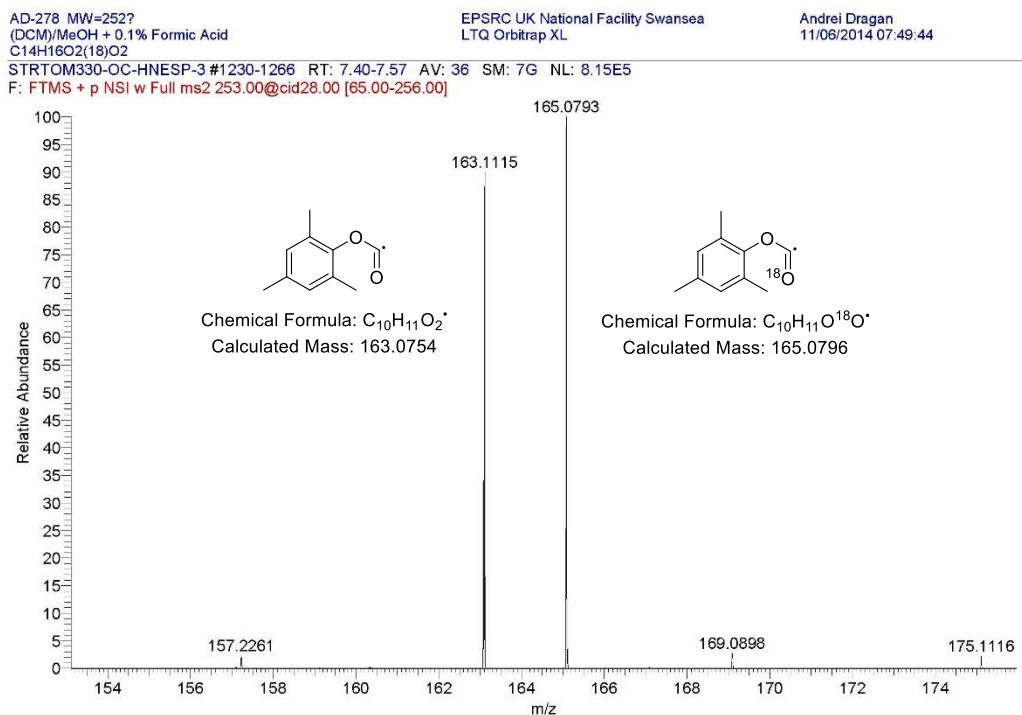 AD-278 MW=252?
(DCM)/MeOH + 0.1% Formic Acid
C14H16O2(18)O2
EPSRC UK National Facility Swansea
LTQ Orbitrap XL
Andrei Dragan
11/06/2014 07:49:44
STRTOM330-OC-HNESP-3 #1230-1266 RT: 7.40-7.57 AV: 36 SM: 7G NL: 8.15E5
F: FTMS + p NSI w Full ms2 253.00@cid28.00 [65.00-256.00]
165.0793
163.1115
O
O
Chemical Formula: C₁₀H₁₁O₂•
Calculated Mass: 163.0754
O
¹⁸O
Chemical Formula: C₁₀H₁₁O¹⁸O•
Calculated Mass: 165.0796
157.2261
169.0898
175.1116
Relative Abundance
100
95
90
85
80
75
70
65
60
55
50
45
40
35
30
25
20
15
10
5
0
154 156 158 160 162 164 166 168 170 172 174
m/z